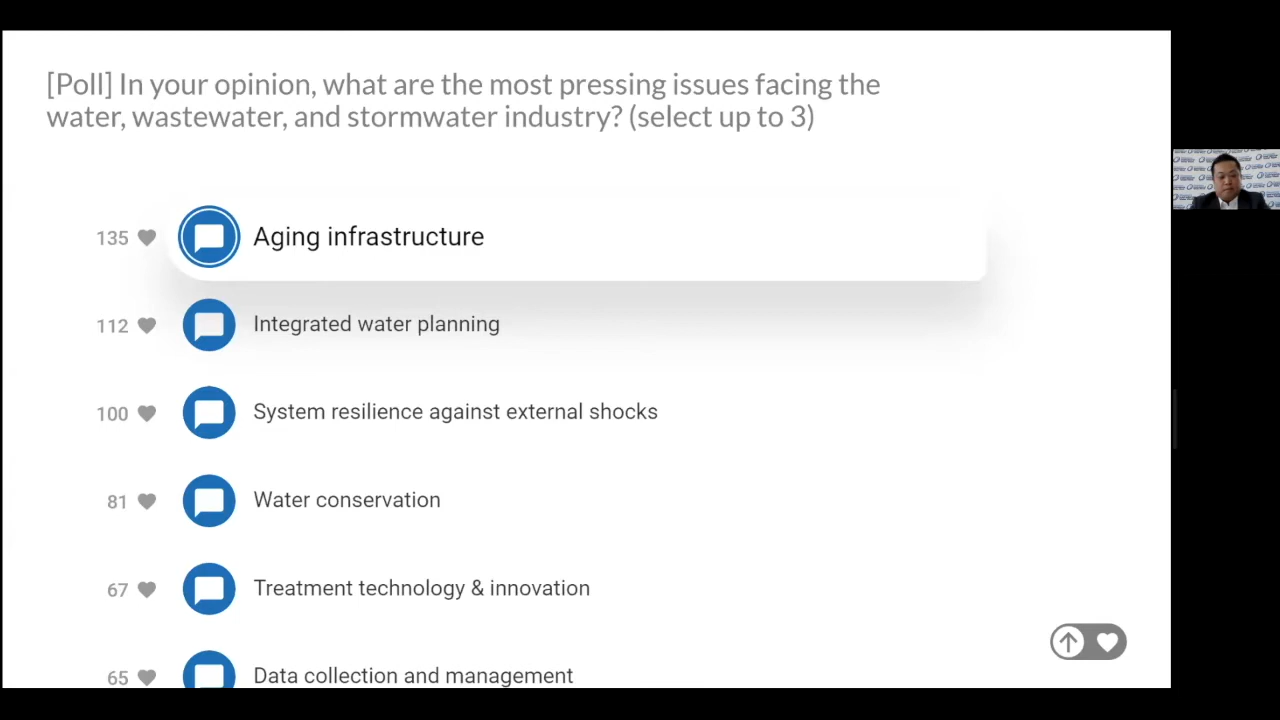 [Poll] In your opinion, what are the most pressing issues facing the
water, wastewater, and stormwater industry? (select up to 3)
135 Aging infrastructure
112 Integrated water planning
100 System resilience against external shocks
81 Water conservation
67 Treatment technology & innovation
65 Data collection and management